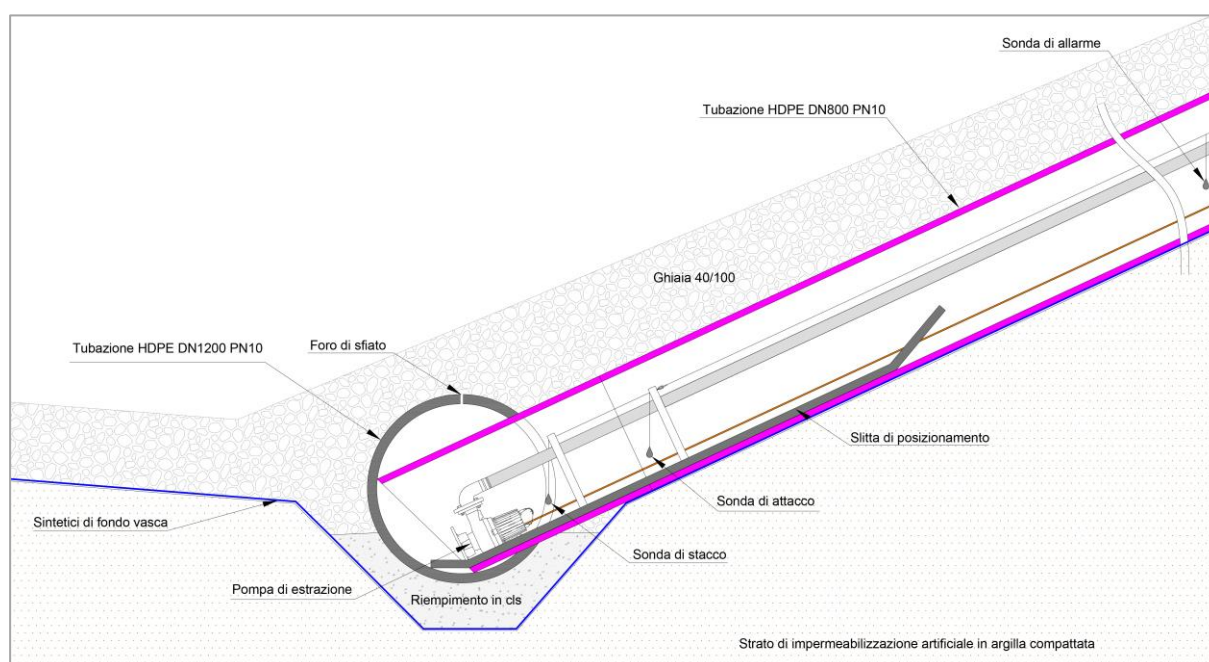 Sonda di allarme
Tubazione HDPE DN800 PN10
Ghiaia 40/100
Foro di sfiato
Tubazione HDPE DN1200 PN10
Slitta di posizionamento
Sonda di attacco
Sintetici di fondo vasca
Sonda di stacco
Pompa di estrazione
Riempimento in cls
Strato di impermeabilizzazione artificiale in argilla compattata